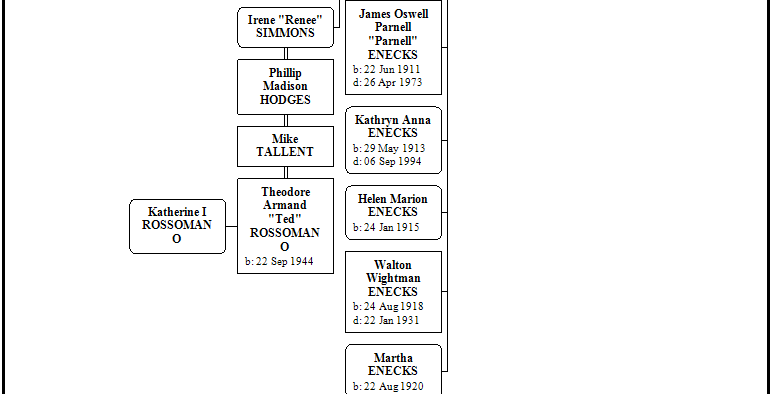 Irene "Renee"
SIMMONS
Phillip
Madison
HODGES
Mike
TALLENT
Theodore
Armand
"Ted"
ROSSOMAN
O
b: 22 Sep 1944
Katherine I
ROSSOMAN
O
James Oswell
Parnell
"Parnell"
ENECKS
b: 22 Jun 1911
d: 26 Apr 1973
Kathryn Anna
ENECKS
b: 29 May 1913
d: 06 Sep 1994
Helen Marion
ENECKS
b: 24 Jan 1915
Walton
Wightman
ENECKS
b: 24 Aug 1918
d: 22 Jan 1931
Martha
ENECKS
b: 22 Aug 1920